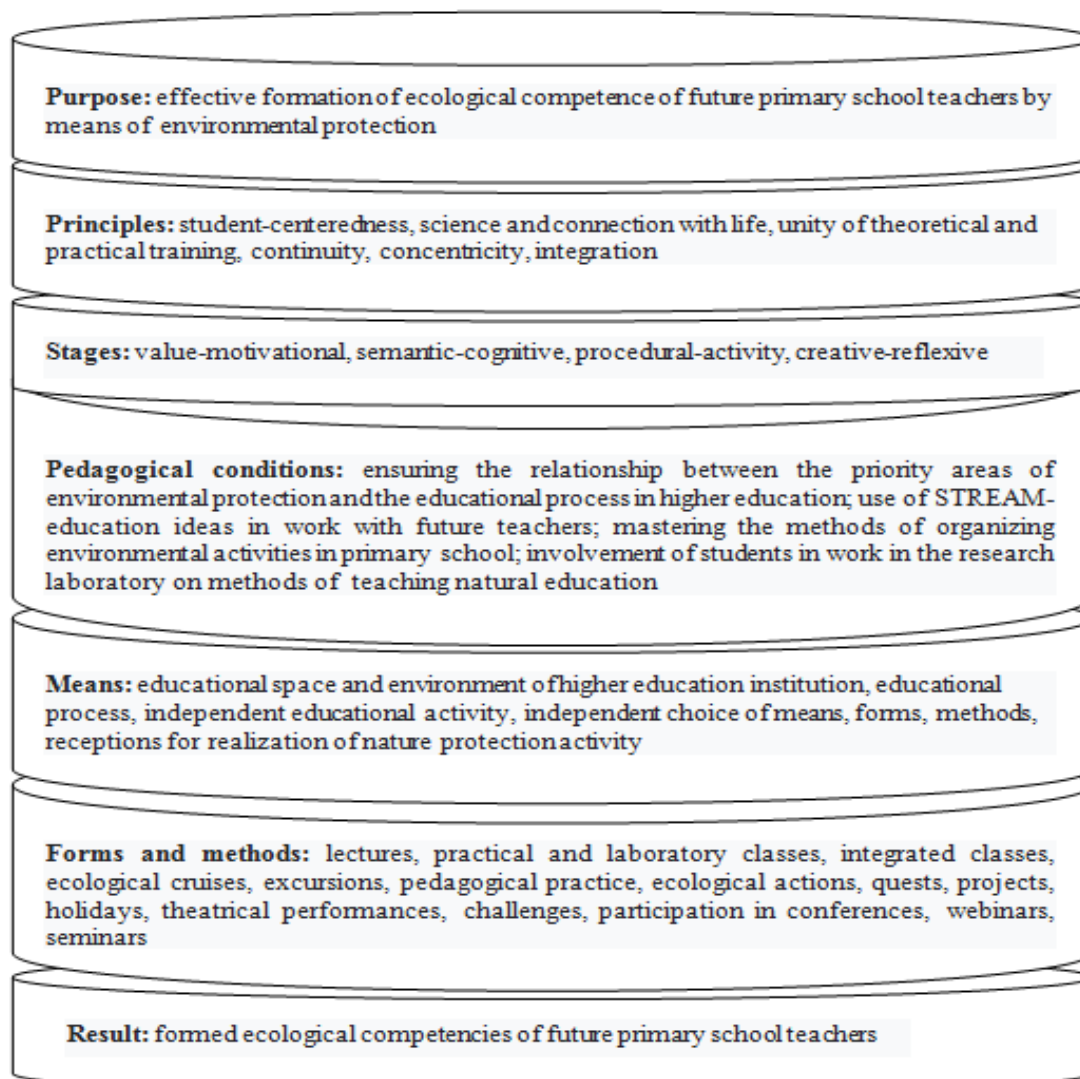 Purpose: effective formation of ecological competence of future primary school teachers by
means of environmental protection
Principles: student-centeredness, science and connection with life, unity of theoretical and
practical training, continuity, concentricity, integration
Stages: value-motivational, semantic-cognitive, procedural-activity, creative-reflexive
Pedagogical conditions: ensuring the relationship between the priority areas of
environmental protection and the educational process in higher education; use of STREAM-
education ideas in work with future teachers; mastering the methods of organizing
environmental activities in primary school; involvement of students in work in the research
laboratory on methods of teaching natural education
Means: educational space and environment of higher education institution, educational
process, independent educational activity, independent choice of means, forms, methods,
receptions for realization of nature protection activity
Forms and methods: lectures, practical and laboratory classes, integrated classes,
ecological cruises, excursions, pedagogical practice, ecological actions, quests, projects,
holidays, theatrical performances, challenges, participation in conferences, webinars,
seminars
Result: formed ecological competencies of future primary school teachers